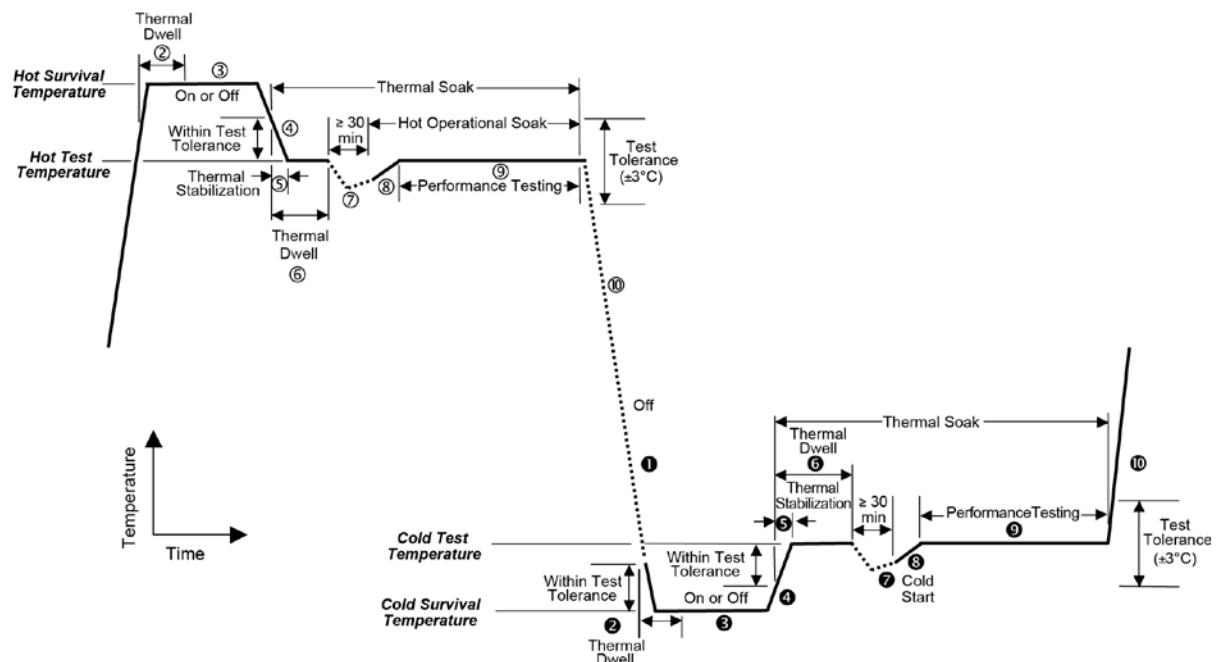 Thermal
Dwell
②
③
Hot Survival
Temperature
On or Off
Thermal Soak
④
Within Test
Tolerance
≥ 30
min
Hot Operational Soak
Test
Tolerance
(±3°C)
Hot Test
Temperature
Thermal
Stabilization
⑤
⑦
⑧
⑨
Performance Testing
Thermal
Dwell
⑥
⑩
Off
❶
Temperature
Time
Thermal Soak
Thermal
Dwell
❻
Thermal
Stabilization
❺
≥ 30
min
Performance Testing
❾
❿
Test
Tolerance
(±3°C)
Cold Test
Temperature
Within Test
Tolerance
Within Test
Tolerance
On or Off
❹
❼
❽
Cold
Start
Cold Survival
Temperature
❷
❸
Thermal
Dwell